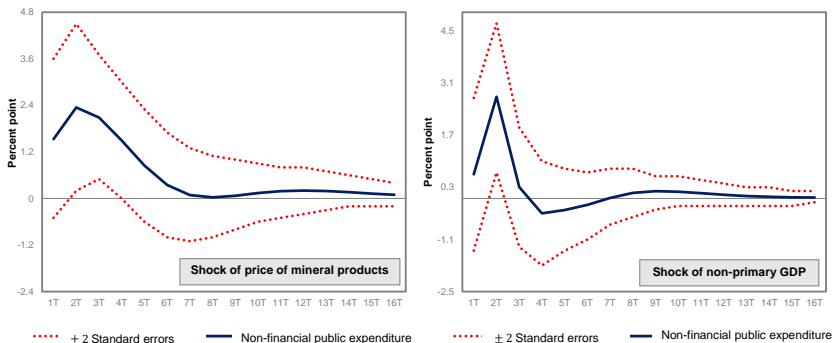 4.8
3.6
2.4
1.2
0
-1.2
-2.4
Percent point
Shock of price of mineral products
1T 2T 3T 4T 5T 6T 7T 8T 9T 10T 11T 12T 13T 14T 15T 16T
+ 2 Standard errors
Non-financial public expenditure
4.5
3.1
1.7
0.3
-1.1
-2.5
Percent point
Shock of non-primary GDP
1T 2T 3T 4T 5T 6T 7T 8T 9T 10T 11T 12T 13T 14T 15T 16T
± 2 Standard errors
Non-financial public expenditure